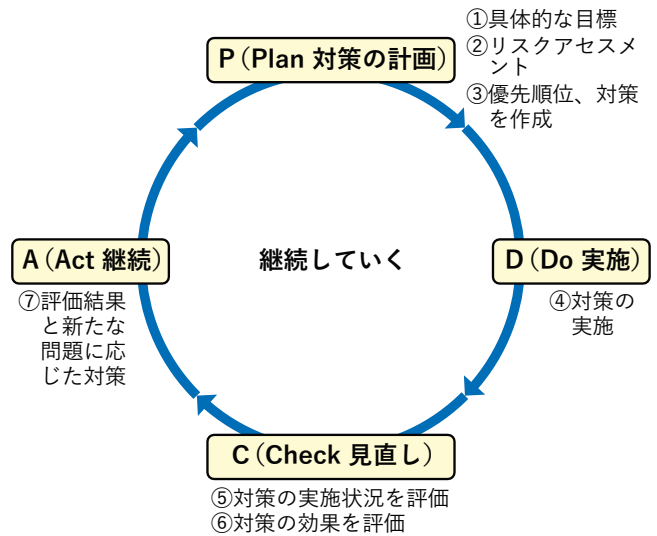 P(Plan 対策の計画)
①具体的な目標
②リスクアセスメ
ント
③優先順位、対策
を作成
D(Do 実施)
④対策の
実施
C(Check 見直し)
⑤対策の実施状況を評価
⑥対策の効果を評価
A(Act 継続)
⑦評価結果
と新たな
問題に応
じた対策
継続していく